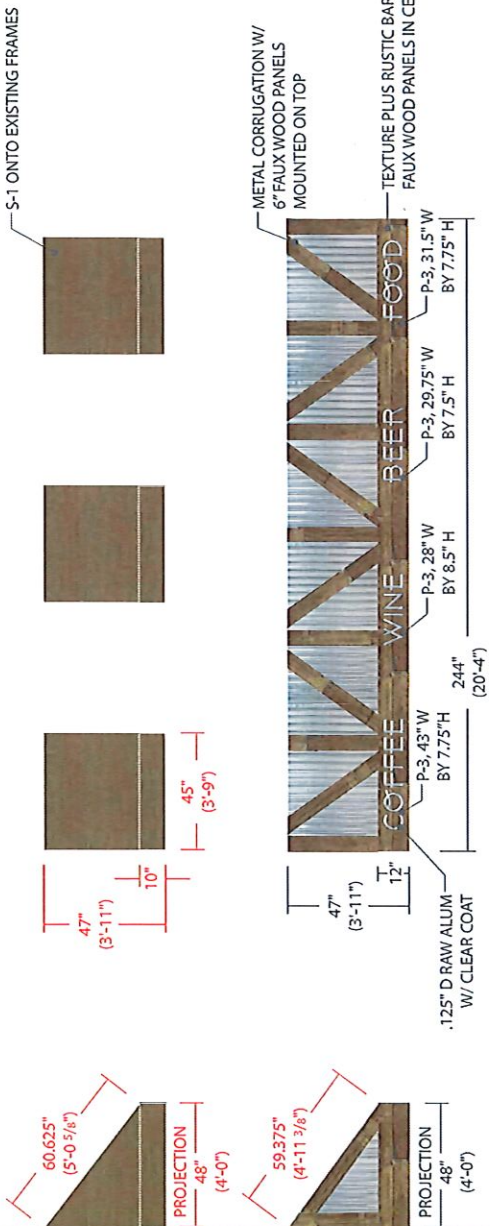 S-1 ONTO EXISTING FRAMES
60.625"
(5'-0 5/8")
47"
(3'-11")
10"
45"
(3'-9")
PROJECTION
48"
(4'-0")
METAL CORRUGATION W/
6" FAUX WOOD PANELS
MOUNTED ON TOP
59.375"
(4'-11 3/8")
47"
(3'-11")
12"
COFFEE WINE BEER FOOD
TEXTURE PLUS RUSTIC
FAUX WOOD PANELS IN
PROJECTION
48"
(4'-0")
.125" D RAW ALUM
W/ CLEAR COAT
P-3, 43" W
BY 7.75"H
P-3, 28" W
BY 8.5" H
P-3, 29.75" W
BY 7.5" H
P-3, 31.5" W
BY 7.75" H
244"
(20'-4")